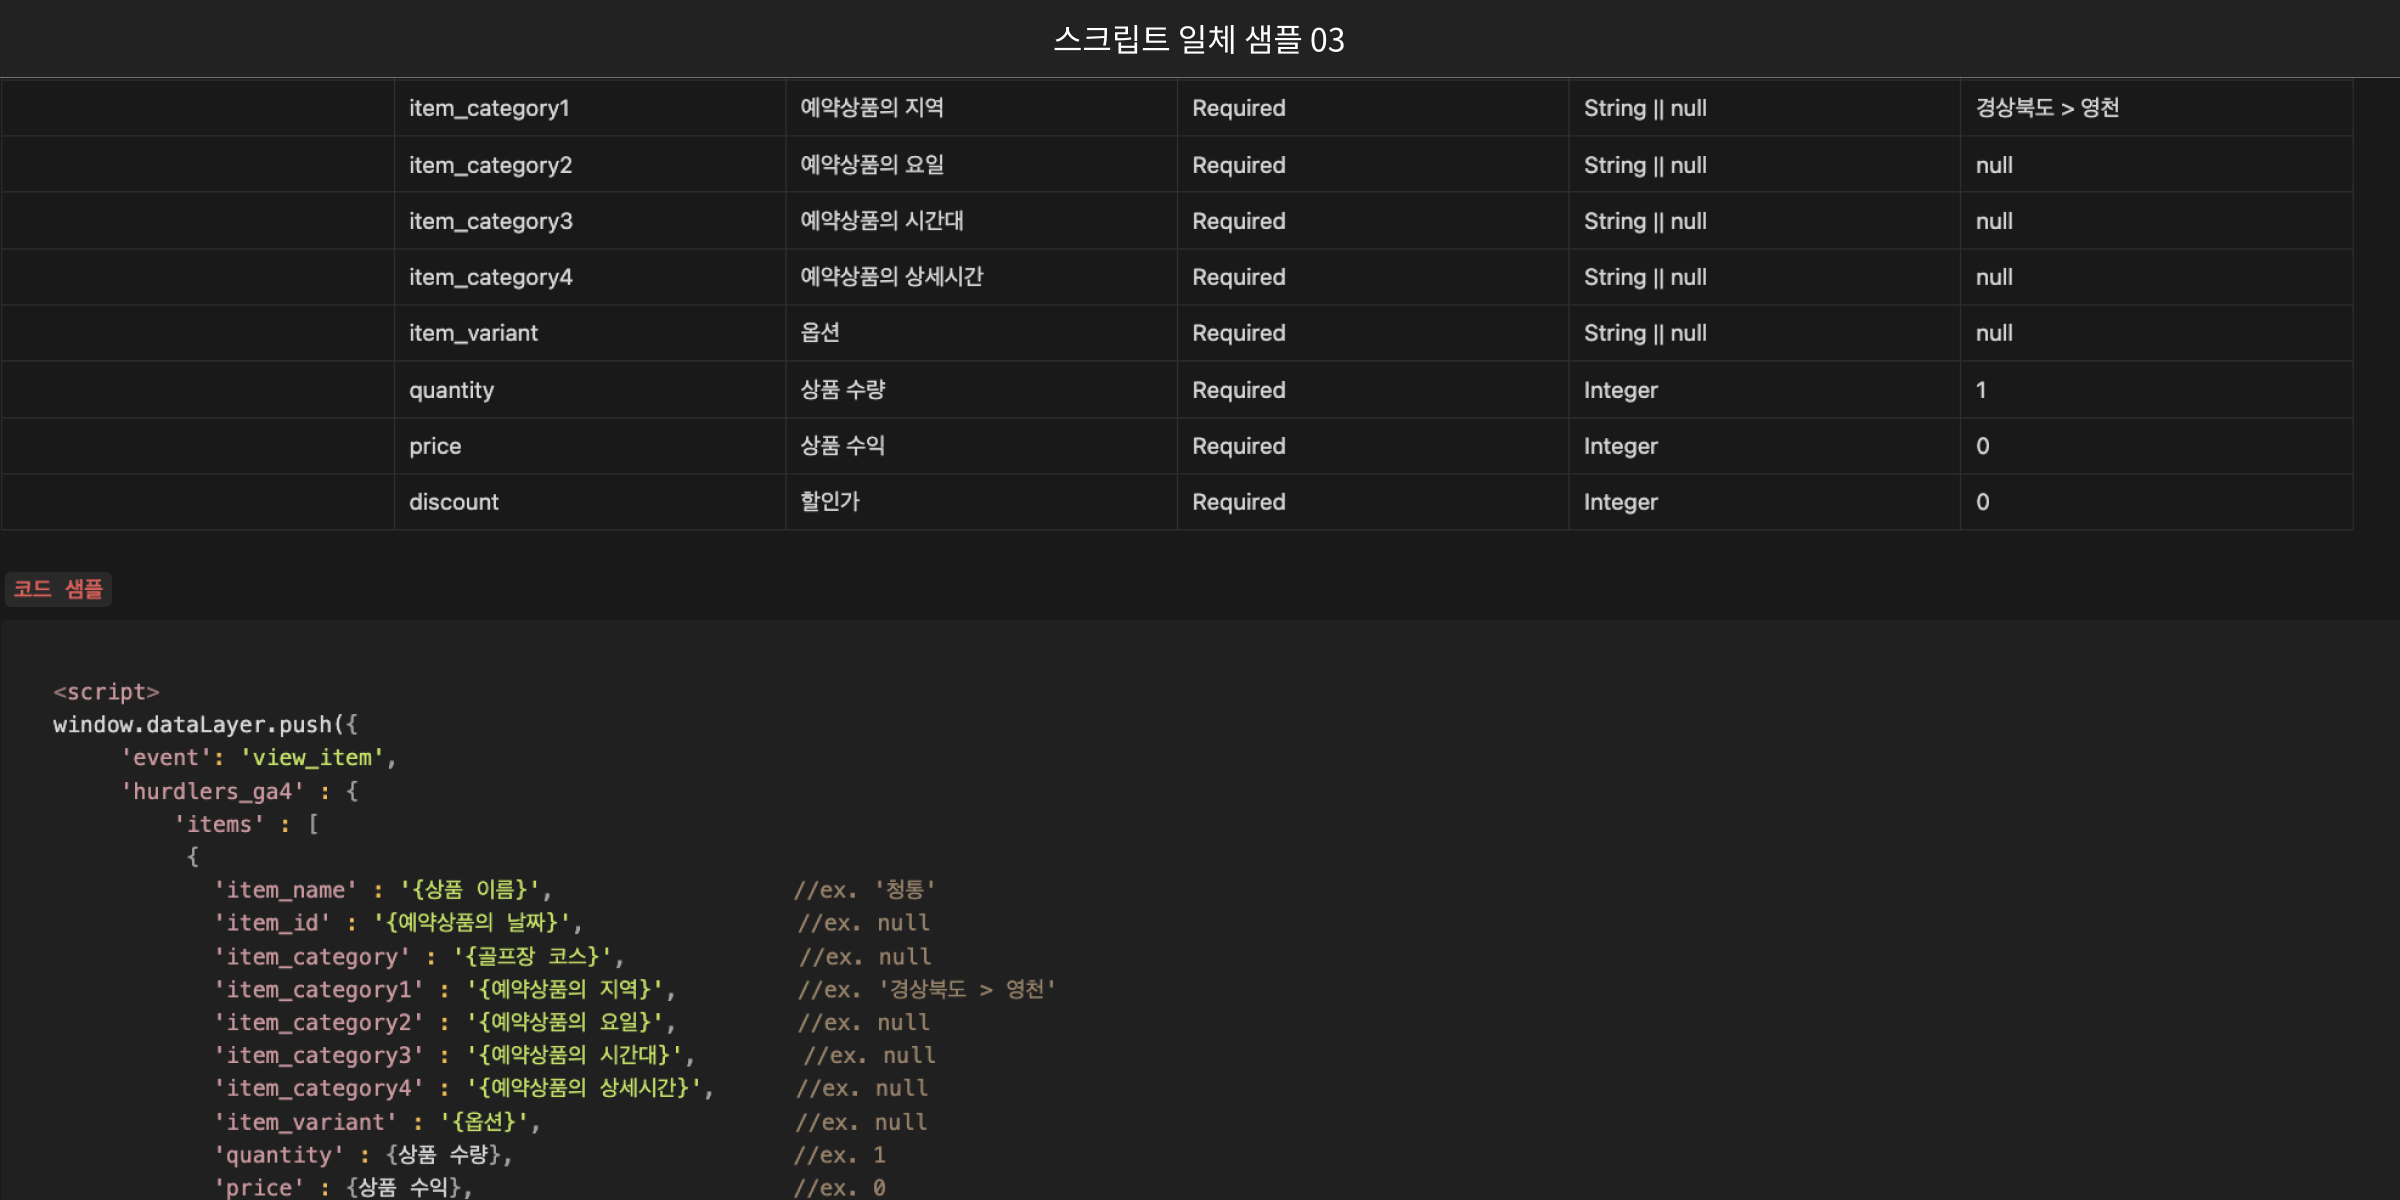 스크립트 일체 샘플 03
item_category1 예약상품의 지역 Required String || null 경상북도 > 영천
item_category2 예약상품의 요일 Required String || null null
item_category3 예약상품의 시간대 Required String || null null
item_category4 예약상품의 상세시간 Required String || null null
item_variant 옵션 Required String || null null
quantity 상품 수량 Required Integer 1
price 상품 수익 Required Integer 0
discount 할인가 Required Integer 0
코드 샘플
<script>
window.dataLayer.push({
'event': 'view_item',
'hurdlers_ga4' : {
'items' : [
{
'item_name' : '{상품 이름}', //ex. '청통'
'item_id' : '{예약상품의 날짜}', //ex. null
'item_category' : '{골프장 코스}', //ex. null
'item_category1' : '{예약상품의 지역}', //ex. '경상북도 > 영천'
'item_category2' : '{예약상품의 요일}', //ex. null
'item_category3' : '{예약상품의 시간대}', //ex. null
'item_category4' : '{예약상품의 상세시간}', //ex. null
'item_variant' : '{옵션}', //ex. null
'quantity' : {상품 수량}, //ex. 1
'price' : {상품 수익}, //ex. 0